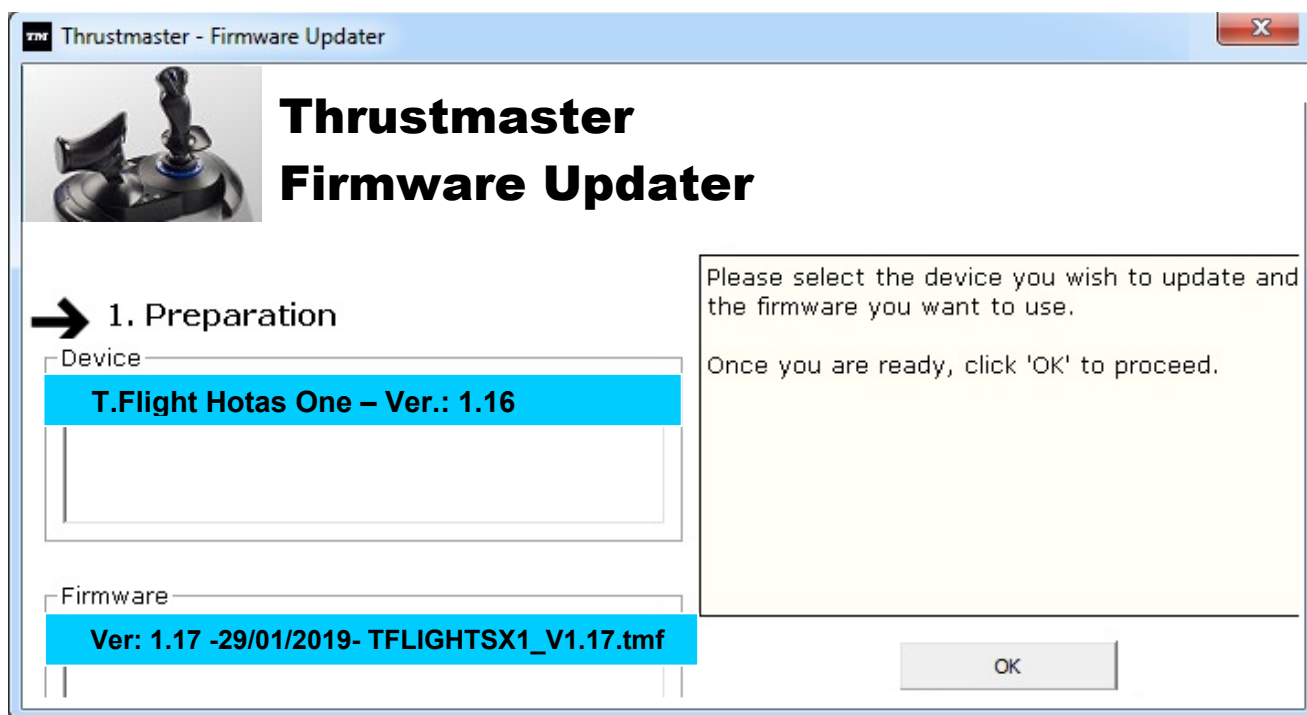 TM Thrustmaster - Firmware Updater
X
Thrustmaster
Firmware Updater
1. Preparation
Device
T.Flight Hotas One – Ver.: 1.16
Please select the device you wish to update and
the firmware you want to use.
Once you are ready, click 'OK' to proceed.
Firmware
Ver: 1.17 -29/01/2019- TFLIGHTSX1_V1.17.tmf
OK